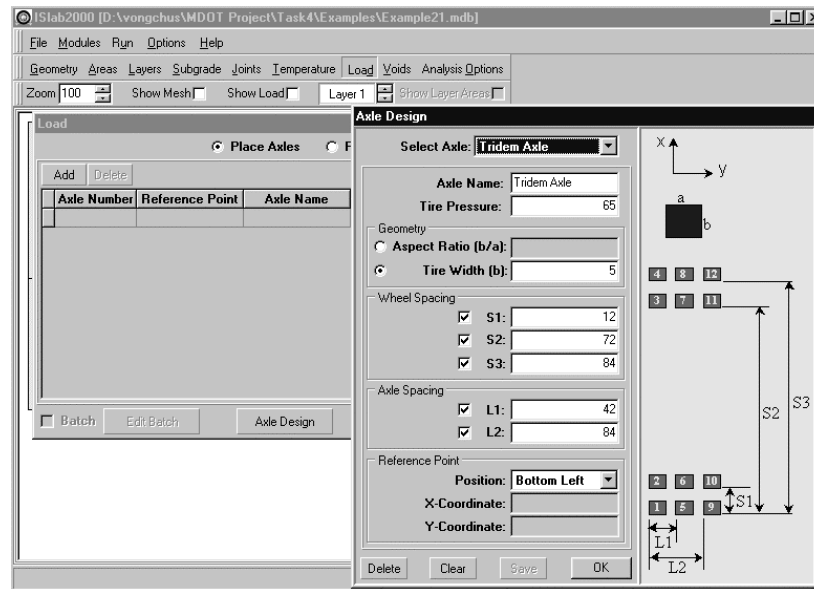 ISlab2000 [D:\vongchus\MDOT Project\Task4\Examples\Example21.mdb]
File Modules Run Options Help
Geometry Areas Layers Subgrade Joints Temperature Load Voids Analysis Options
Zoom 100 Show Mesh Show Load Layer 1 Show Layer Areas
Load
Place Axles
Add Delete
Axle Number Reference Point Axle Name
Batch Edit Batch Axle Design
Axle Design
Select Axle: Tridem Axle
Axle Name: Tridem Axle
Tire Pressure: 65
Geometry
Aspect Ratio (b/a):
Tire Width (b): 5
Wheel Spacing
S1: 12
S2: 72
S3: 84
Axle Spacing
L1: 42
L2: 84
Reference Point
Position: Bottom Left
X-Coordinate:
Y-Coordinate:
Delete Clear Save OK
x
y
a
b
4 8 12
3 7 11
S2 S3
2 6 10
S1
1 5 9
L1
L2